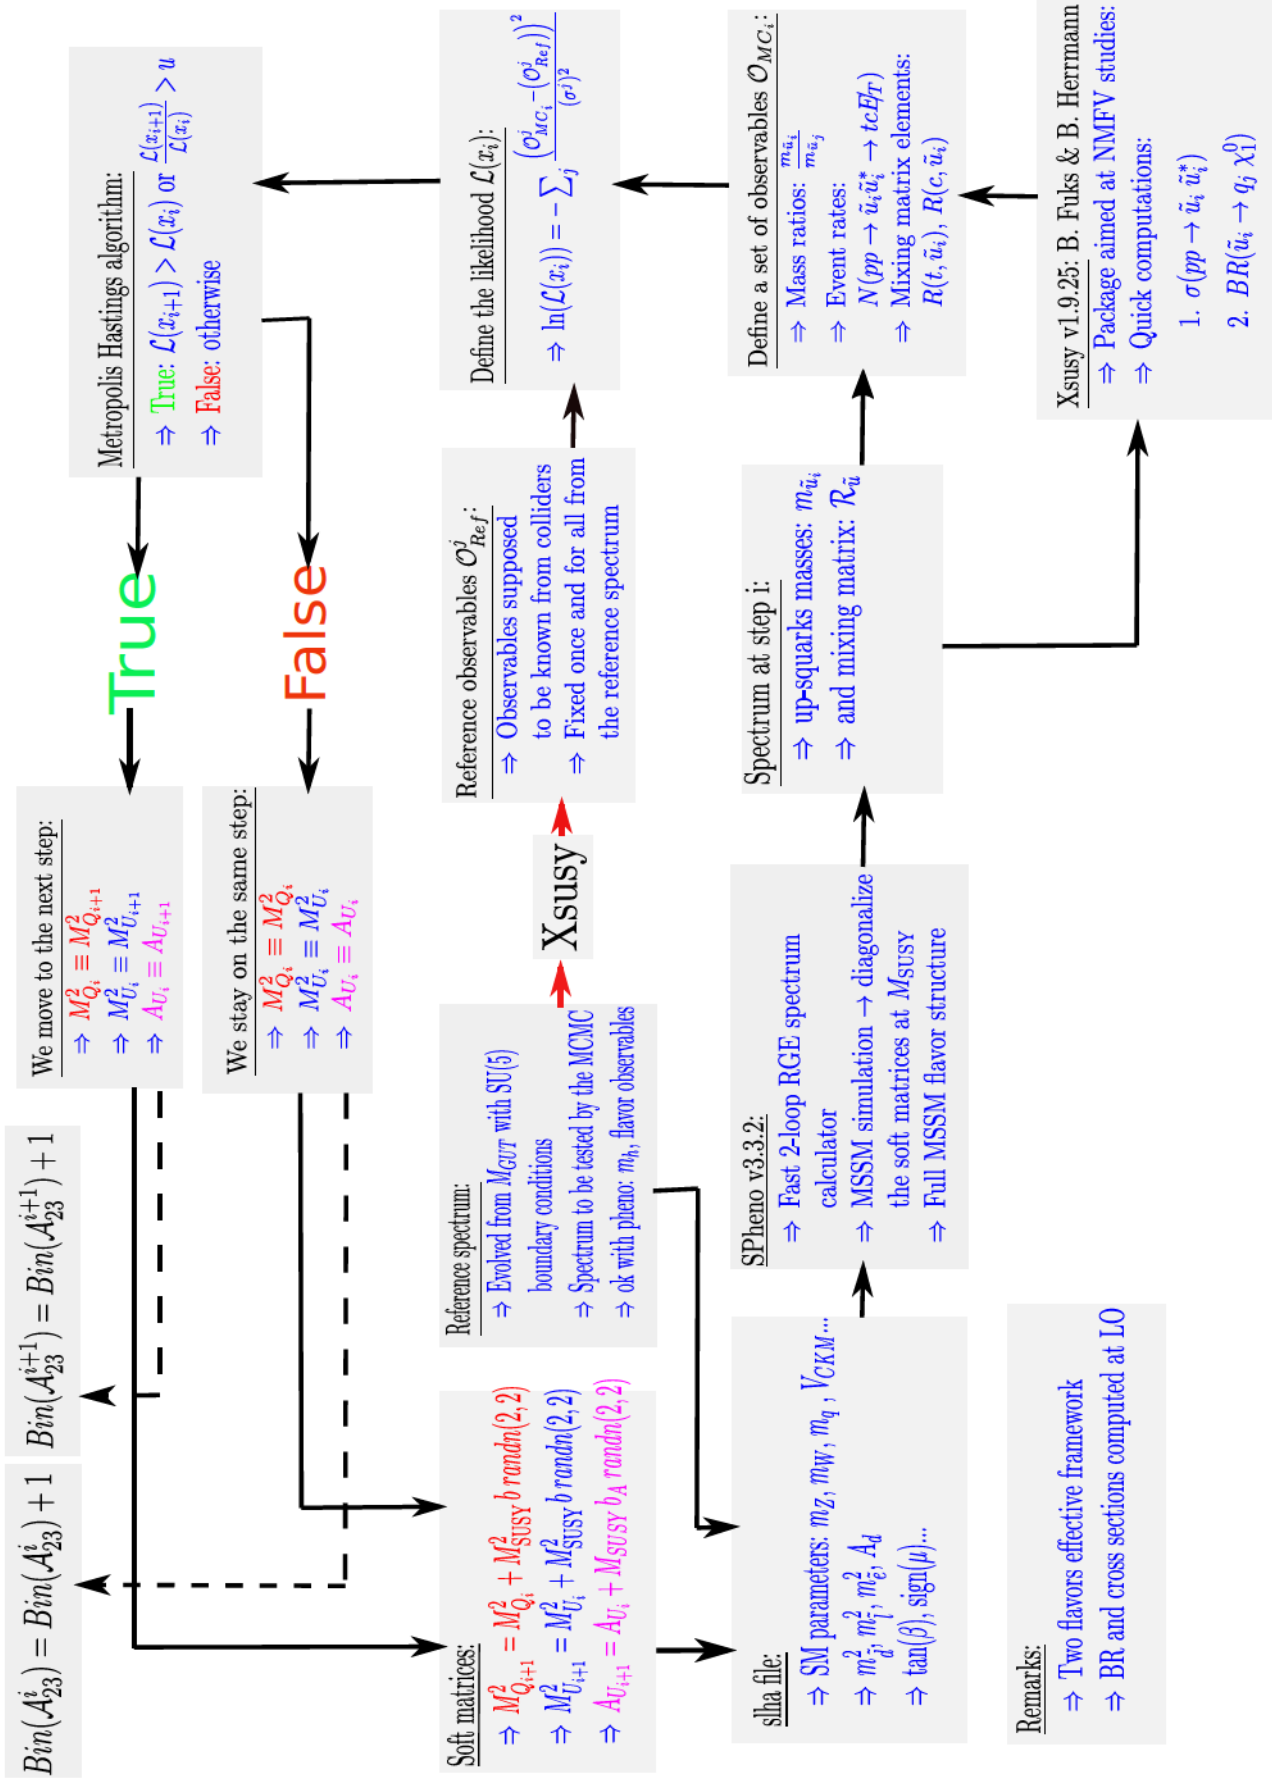 Bin(𝒜ⁱ₂₃) = Bin(𝒜ⁱ₂₃) + 1
Bin(𝒜ⁱ⁺¹₂₃) = Bin(𝒜ⁱ⁺¹₂₃) + 1
We move to the next step:
⇒ M²_{Q_i} ≡ M²_{Q_{i+1}}
⇒ M²_{U_i} ≡ M²_{U_{i+1}}
⇒ A_{U_i} ≡ A_{U_{i+1}}
We stay on the same step:
⇒ M²_{Q_i} ≡ M²_{Q_i}
⇒ M²_{U_i} ≡ M²_{U_i}
⇒ A_{U_i} ≡ A_{U_i}
True
False
Metropolis Hastings algorithm:
⇒ True: ℒ(x_{i+1}) > ℒ(x_i) or ℒ(x_{i+1})/ℒ(x_i) > u
⇒ False: otherwise
Soft matrices:
⇒ M²_{Q_{i+1}} = M²_{Q_i} + M²_{SUSY} b randn(2,2)
⇒ M²_{U_{i+1}} = M²_{U_i} + M²_{SUSY} b randn(2,2)
⇒ A_{U_{i+1}} = A_{U_i} + M_{SUSY} b_A randn(2,2)
Reference spectrum:
⇒ Evolved from M_{GUT} with SU(5)
boundary conditions
⇒ Spectrum to be tested by the MCMC
⇒ ok with pheno: m_h, flavor observables
Xsusy
Reference observables 𝒪^j_{Ref}:
⇒ Observables supposed
to be known from colliders
⇒ Fixed once and for all from
the reference spectrum
Define the likelihood ℒ(x_i):
⇒ ln(ℒ(x_i)) = − ∑_j (𝒪^j_{MC_i} − (𝒪^j_{Ref}))² / (σ^j)²
slha file:
⇒ SM parameters: m_Z, m_W, m_q, V_{CKM}...
⇒ m²_{d̃}, m²_{l̃}, m²_{ẽ}, A_d
⇒ tan(β), sign(μ)...
SPheno v3.3.2:
⇒ Fast 2-loop RGE spectrum
calculator
⇒ MSSM simulation → diagonalize
the soft matrices at M_{SUSY}
⇒ Full MSSM flavor structure
Spectrum at step i:
⇒ up-squarks masses: m_{ũ_i}
⇒ and mixing matrix: ℛ_ũ
Define a set of observables 𝒪_{MC_i}:
⇒ Mass ratios: m_{ũ_i}/m_{ũ_j}
⇒ Event rates:
N(pp → ũ_i ũ_i^* → tcE̸_T)
⇒ Mixing matrix elements:
R(t, ũ_i), R(c, ũ_i)
Remarks:
⇒ Two flavors effective framework
⇒ BR and cross sections computed at LO
Xsusy v1.9.25: B. Fuks & B. Herrmann
⇒ Package aimed at NMFV studies:
⇒ Quick computations:
1. σ(pp → ũ_i ũ_i^*)
2. BR(ũ_i → q_j χ⁰₁)